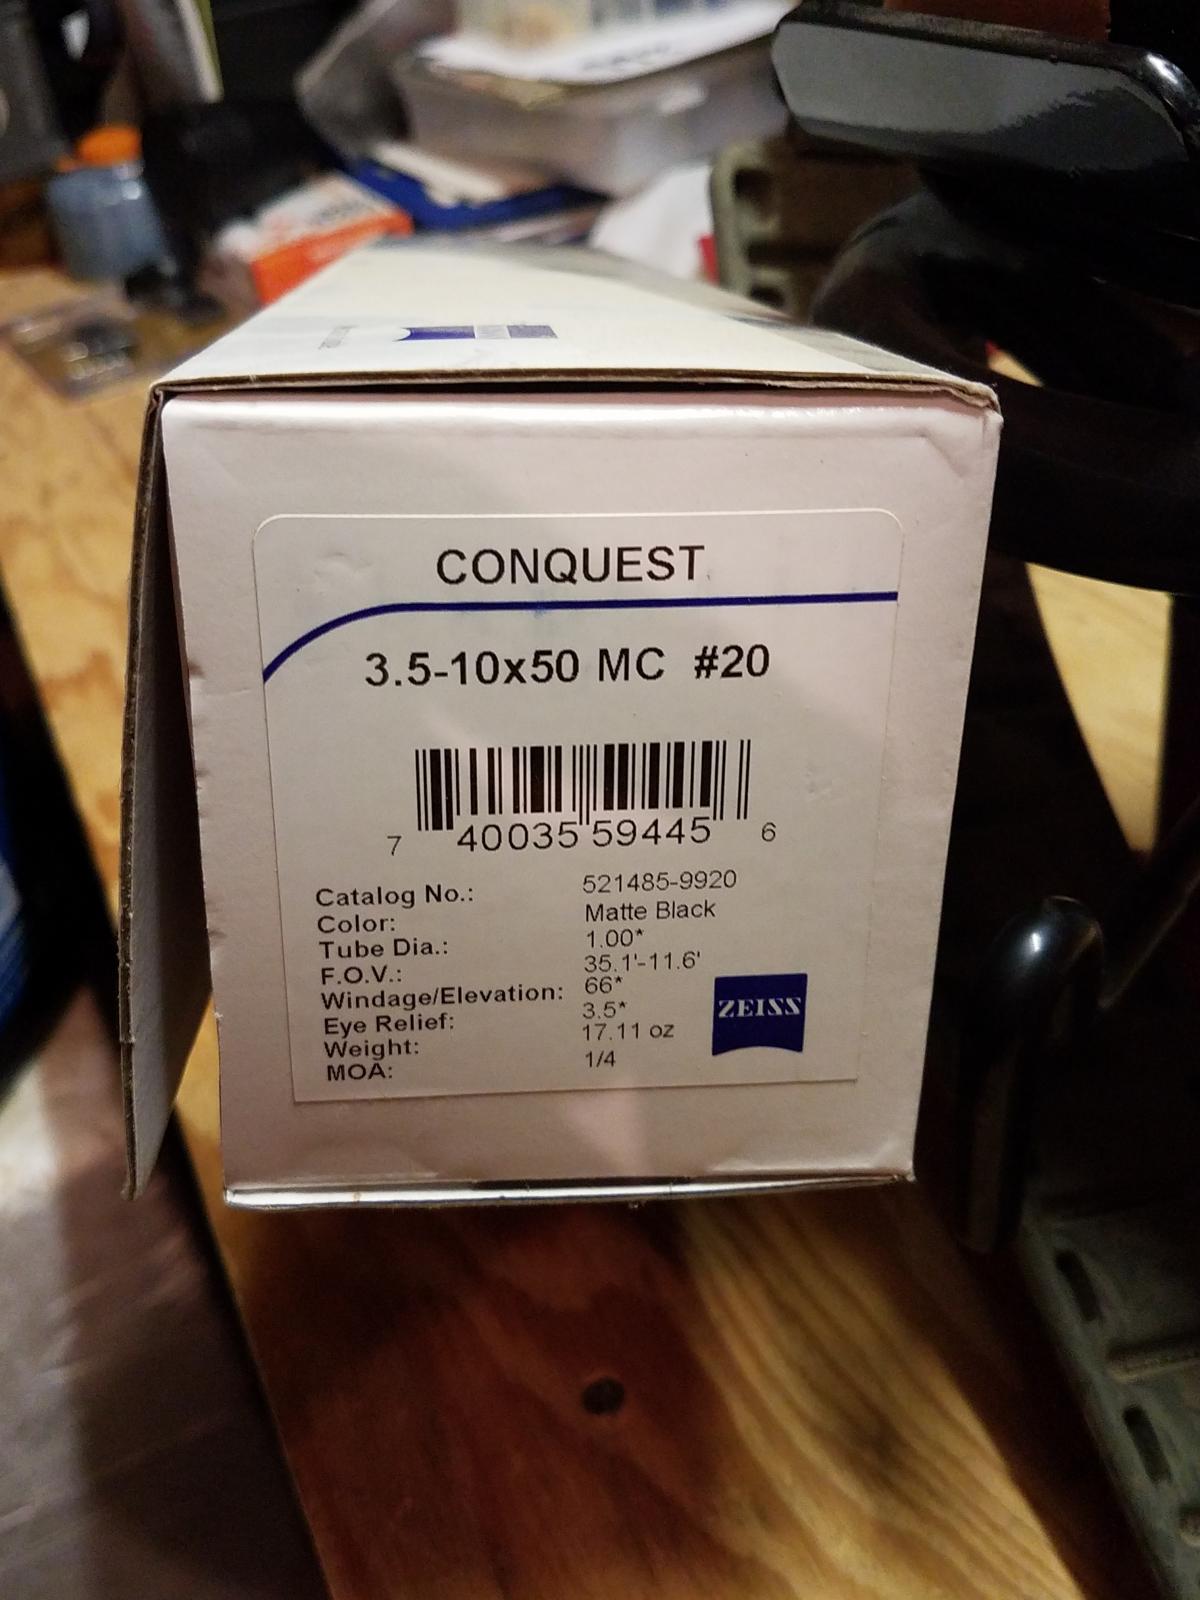 CONQUEST
3.5-10x50 MC #20
7 40035 59445 6
Catalog No.: 521485-9920
Color: Matte Black
Tube Dia.: 1.00"
F.O.V.: 35.1'-11.6'
Windage/Elevation: 66"
Eye Relief: 3.5"
Weight: 17.11 oz
MOA: 1/4
ZEISS